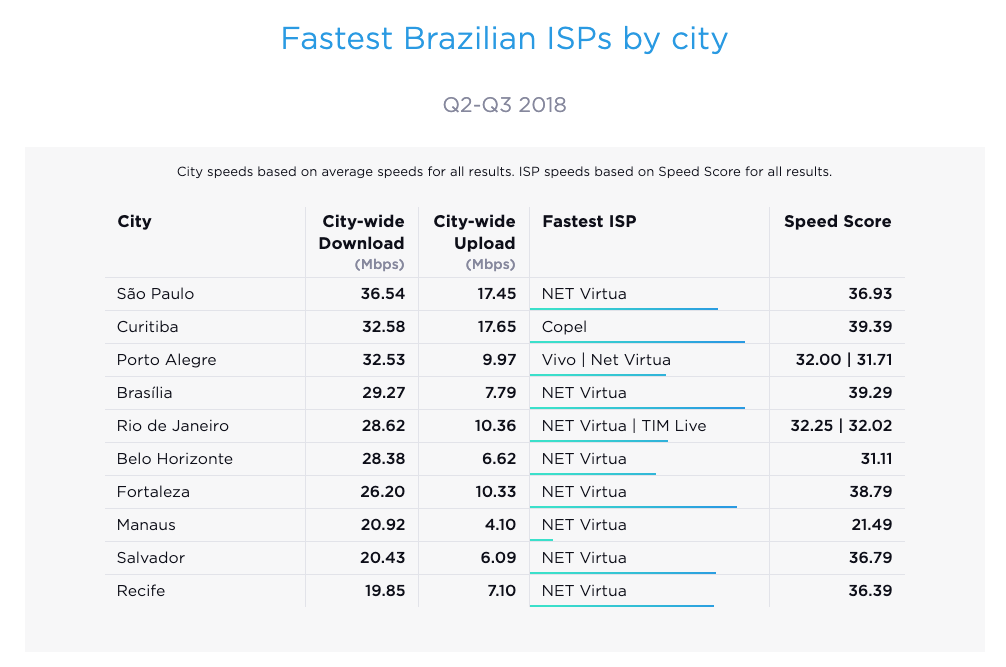 Fastest Brazilian ISPs by city
Q2-Q3 2018
City speeds based on average speeds for all results. ISP speeds based on Speed Score for all results.
City City-wide Download (Mbps) City-wide Upload (Mbps) Fastest ISP Speed Score
São Paulo 36.54 17.45 NET Virtua 36.93
Curitiba 32.58 17.65 Copel 39.39
Porto Alegre 32.53 9.97 Vivo | Net Virtua 32.00 | 31.71
Brasília 29.27 7.79 NET Virtua 39.29
Rio de Janeiro 28.62 10.36 NET Virtua | TIM Live 32.25 | 32.02
Belo Horizonte 28.38 6.62 NET Virtua 31.11
Fortaleza 26.20 10.33 NET Virtua 38.79
Manaus 20.92 4.10 NET Virtua 21.49
Salvador 20.43 6.09 NET Virtua 36.79
Recife 19.85 7.10 NET Virtua 36.39